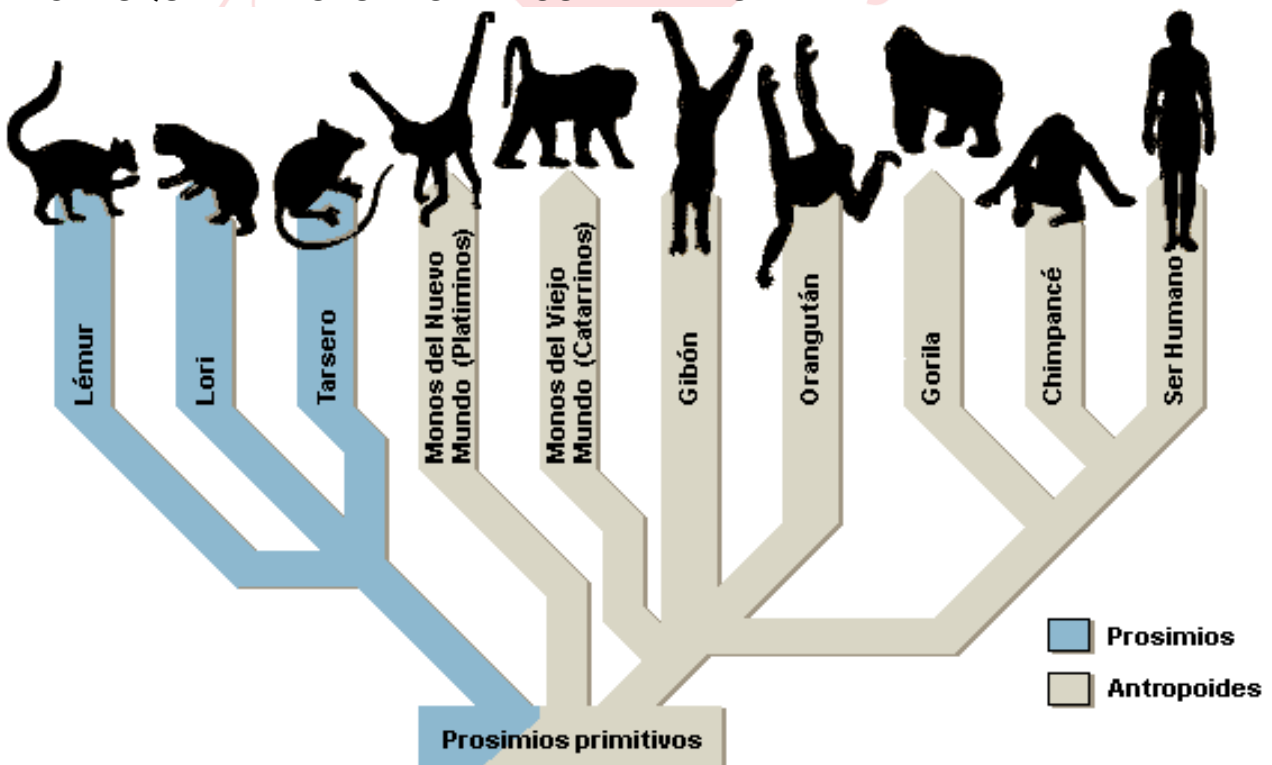 Lémur
Lori
Tarsero
Monos del Nuevo
Mundo (Platirrinos)
Monos del Viejo
Mundo (Catarrinos)
Gibón
Orangután
Gorila
Chimpancé
Ser Humano
Prosimios
Antropoides
Prosimios primitivos